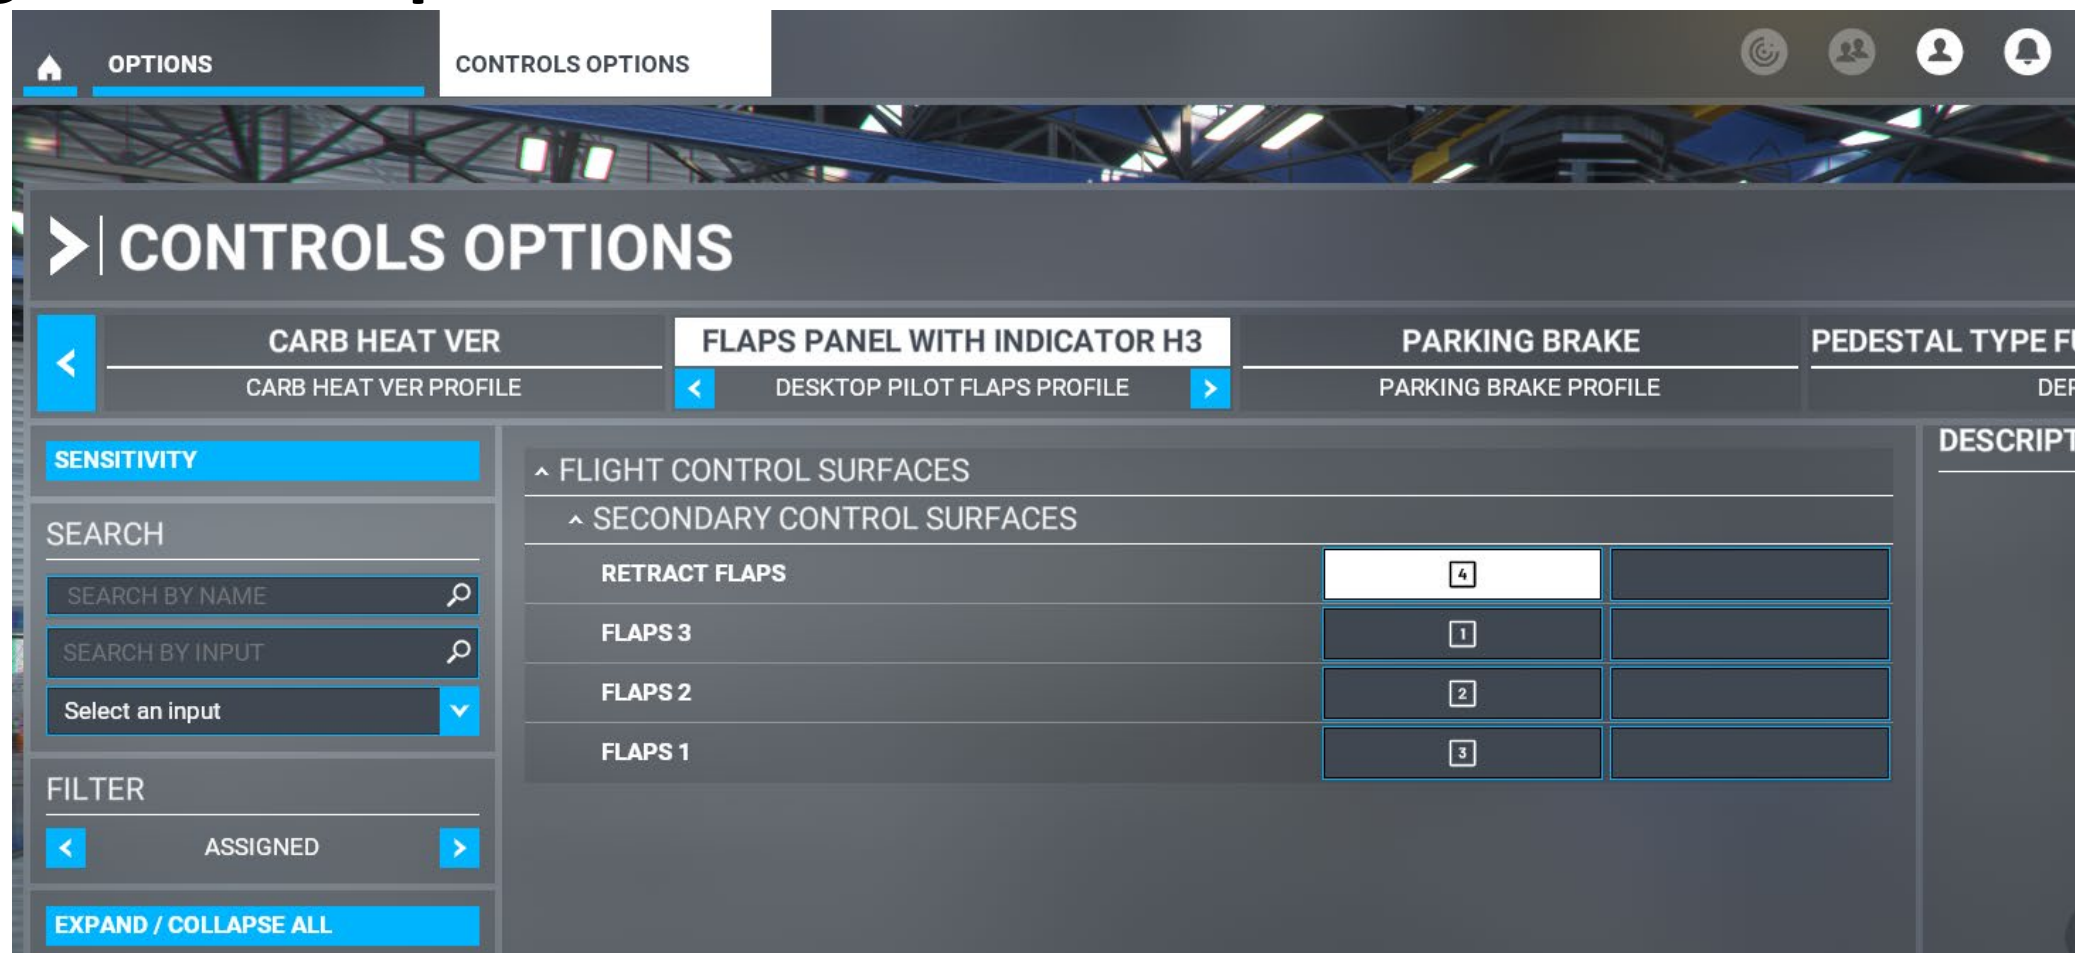 OPTIONS
CONTROLS OPTIONS
CONTROLS OPTIONS
CARB HEAT VER
FLAPS PANEL WITH INDICATOR H3
PARKING BRAKE
PEDESTAL TYPE
CARB HEAT VER PROFILE
DESKTOP PILOT FLAPS PROFILE
PARKING BRAKE PROFILE
SENSITIVITY
SEARCH
SEARCH BY NAME
SEARCH BY INPUT
Select an input
FILTER
ASSIGNED
EXPAND / COLLAPSE ALL
FLIGHT CONTROL SURFACES
SECONDARY CONTROL SURFACES
RETRACT FLAPS 4
FLAPS 3 1
FLAPS 2 2
FLAPS 1 3